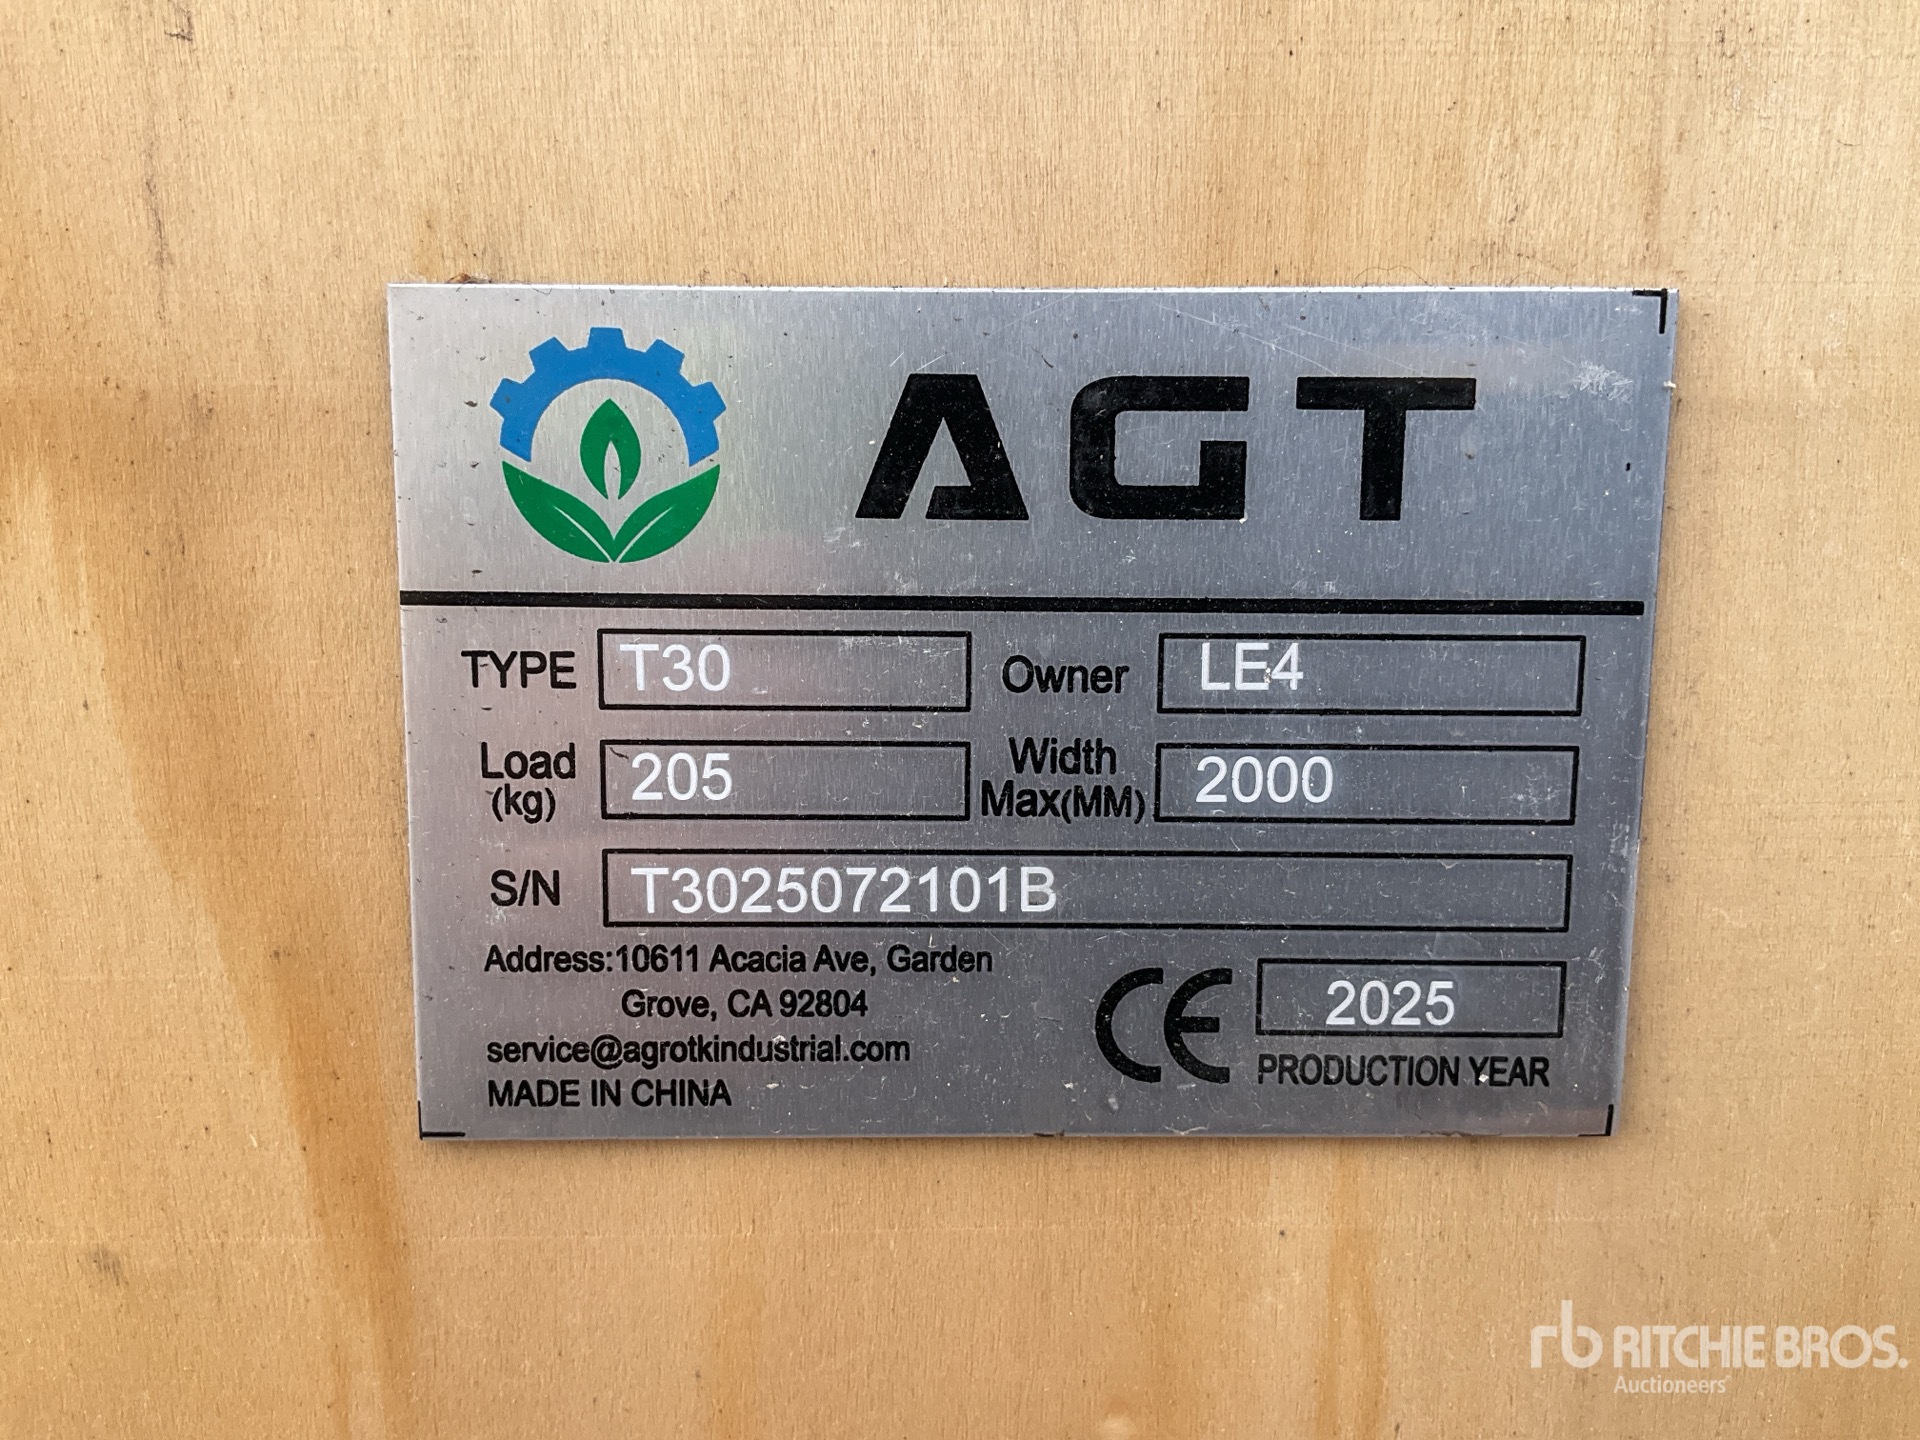 AGT
TYPE T30 Owner LE4
Load (kg) 205 Width Max(MM) 2000
S/N T3025072101B
Address:10611 Acacia Ave, Garden
Grove, CA 92804
service@agrotkindustrial.com
MADE IN CHINA
CE 2025
PRODUCTION YEAR
rb RITCHIE BROS.
Auctioneers